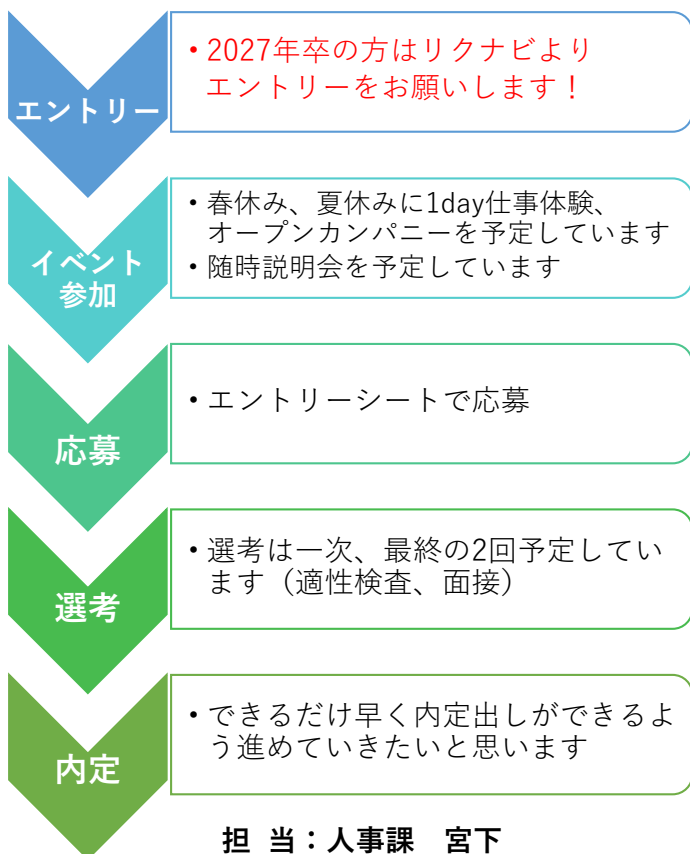 エントリー
・2027年卒の方はリクナビより
エントリーをお願いします！
イベント
参加
・春休み、夏休みに1day仕事体験、
オープンカンパニーを予定しています
・随時説明会を予定しています
応募
・エントリーシートで応募
選考
・選考は一次、最終の2回予定してい
ます（適性検査、面接）
内定
・できるだけ早く内定出しができるよ
う進めていきたいと思います
担 当：人事課　宮下